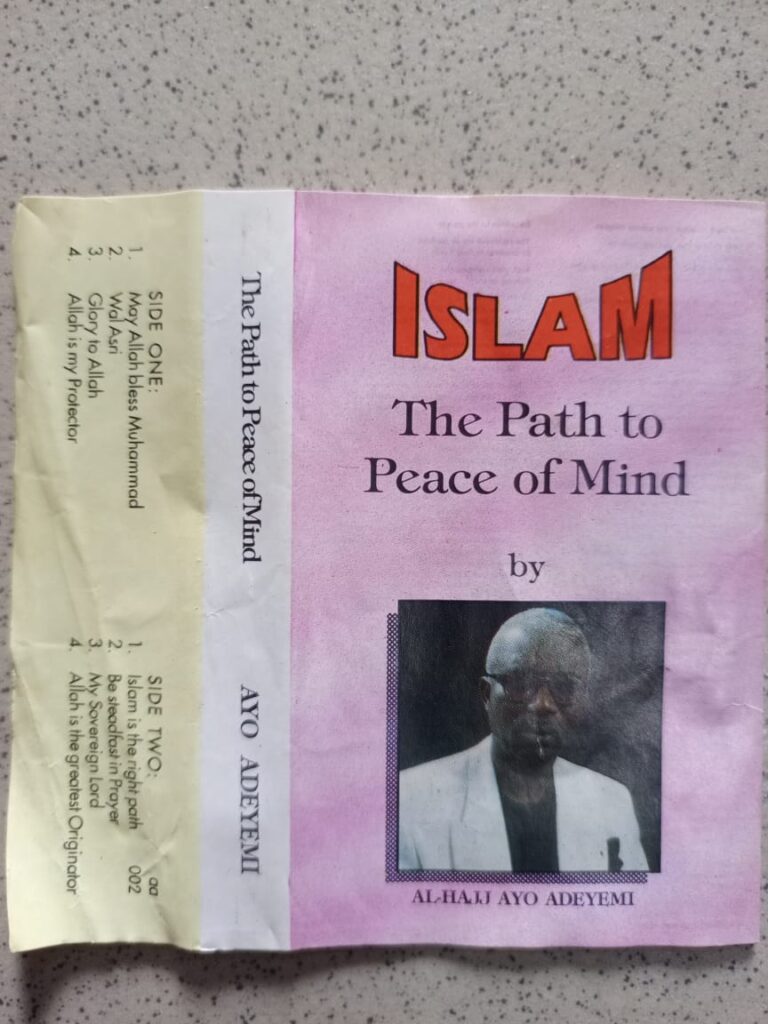 ISLAM
The Path to
Peace of Mind
by
AL-HAJJ AYO ADEYEMI
The Path to Peace of Mind AYO ADEYEMI
SIDE ONE:
1. May Allah bless Muhammad
2. Wal Asri
3. Glory to Allah
4. Allah is my Protector
SIDE TWO: aa
1. Islam is the right path 002
2. Be steadfast in Prayer
3. My Sovereign Lord
4. Allah is the greatest Originator